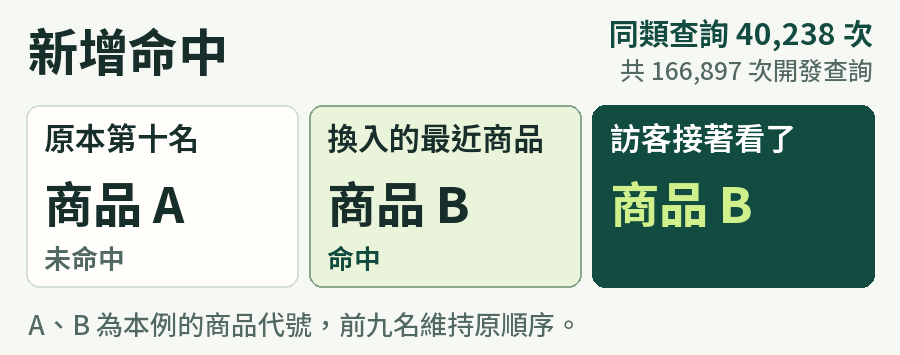 新增命中
同類查詢 40,238 次
共 166,897 次開發查詢
原本第十名
商品 A
未命中
換入的最近商品
商品 B
命中
訪客接著看了
商品 B
A、B 為本例的商品代號，前九名維持原順序。